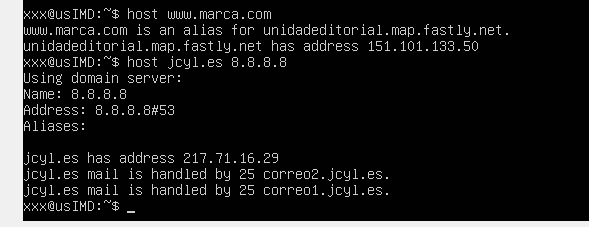 xxx@usIMD:~$ host www.marca.com
www.marca.com is an alias for unidadeditorial.map.fastly.net.
unidadeditorial.map.fastly.net has address 151.101.133.50
xxx@usIMD:~$ host jcyl.es 8.8.8.8
Using domain server:
Name: 8.8.8.8
Address: 8.8.8.8#53
Aliases:
jcyl.es has address 217.71.16.29
jcyl.es mail is handled by 25 correo2.jcyl.es.
jcyl.es mail is handled by 25 correo1.jcyl.es.
xxx@usIMD:~$ _